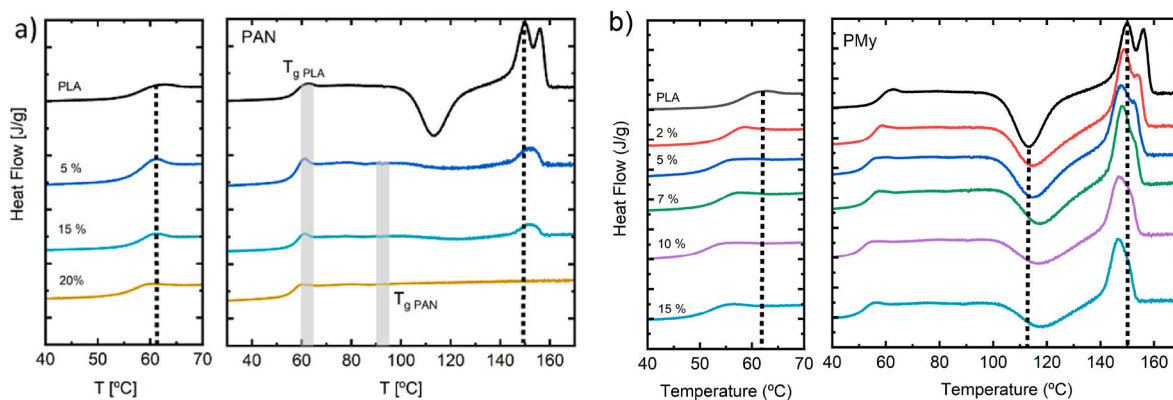 a)
PAN
T g PLA
PLA
5 %
15 %
20%
T g PAN
Heat Flow [J/g]
40 50 60 70
40 60 80 100 120 140 160
T [ºC]
T [ºC]
b)
PMy
PLA
2 %
5 %
7 %
10 %
15 %
Heat Flow (J/g)
40 50 60 70
40 60 80 100 120 140 160
Temperature (ºC)
Temperature (ºC)